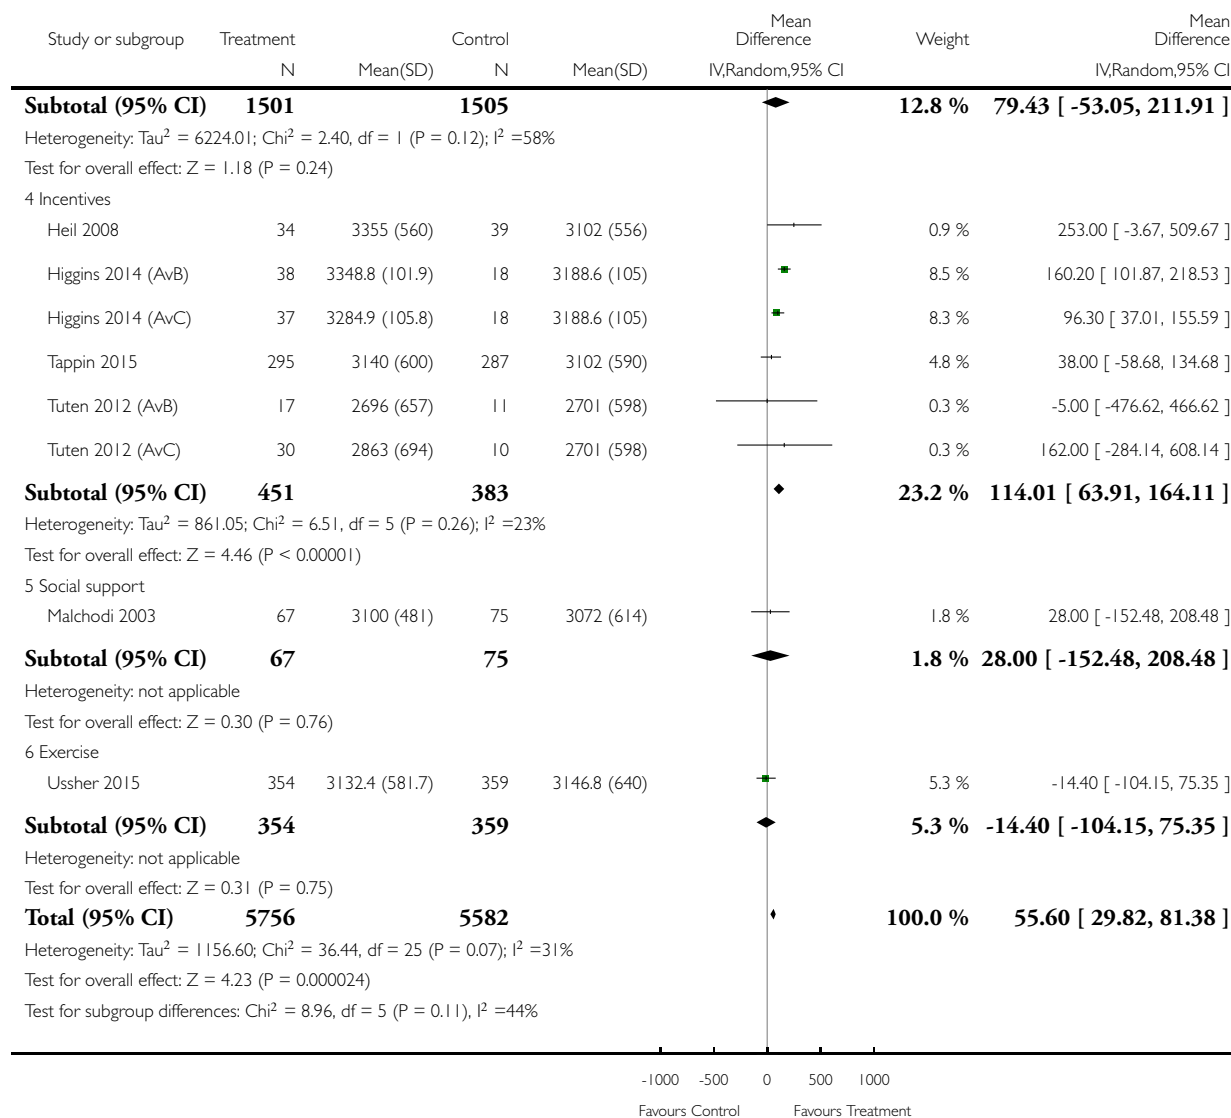 Study or subgroup Treatment Control Mean Difference Weight Mean Difference
N Mean(SD) N Mean(SD) IV,Random,95% CI IV,Random,95% CI
Subtotal (95% CI) 1501 1505 12.8 % 79.43 [ -53.05, 211.91 ]
Heterogeneity: Tau² = 6224.01; Chi² = 2.40, df = 1 (P = 0.12); I² =58%
Test for overall effect: Z = 1.18 (P = 0.24)
4 Incentives
Heil 2008 34 3355 (560) 39 3102 (556) 0.9 % 253.00 [ -3.67, 509.67 ]
Higgins 2014 (AvB) 38 3348.8 (101.9) 18 3188.6 (105) 8.5 % 160.20 [ 101.87, 218.53 ]
Higgins 2014 (AvC) 37 3284.9 (105.8) 18 3188.6 (105) 8.3 % 96.30 [ 37.01, 155.59 ]
Tappin 2015 295 3140 (600) 287 3102 (590) 4.8 % 38.00 [ -58.68, 134.68 ]
Tuten 2012 (AvB) 17 2696 (657) 11 2701 (598) 0.3 % -5.00 [ -476.62, 466.62 ]
Tuten 2012 (AvC) 30 2863 (694) 10 2701 (598) 0.3 % 162.00 [ -284.14, 608.14 ]
Subtotal (95% CI) 451 383 23.2 % 114.01 [ 63.91, 164.11 ]
Heterogeneity: Tau² = 861.05; Chi² = 6.51, df = 5 (P = 0.26); I² =23%
Test for overall effect: Z = 4.46 (P < 0.00001)
5 Social support
Malchodi 2003 67 3100 (481) 75 3072 (614) 1.8 % 28.00 [ -152.48, 208.48 ]
Subtotal (95% CI) 67 75 1.8 % 28.00 [ -152.48, 208.48 ]
Heterogeneity: not applicable
Test for overall effect: Z = 0.30 (P = 0.76)
6 Exercise
Ussher 2015 354 3132.4 (581.7) 359 3146.8 (640) 5.3 % -14.40 [ -104.15, 75.35 ]
Subtotal (95% CI) 354 359 5.3 % -14.40 [ -104.15, 75.35 ]
Heterogeneity: not applicable
Test for overall effect: Z = 0.31 (P = 0.75)
Total (95% CI) 5756 5582 100.0 % 55.60 [ 29.82, 81.38 ]
Heterogeneity: Tau² = 1156.60; Chi² = 36.44, df = 25 (P = 0.07); I² =31%
Test for overall effect: Z = 4.23 (P = 0.000024)
Test for subgroup differences: Chi² = 8.96, df = 5 (P = 0.11), I² =44%
-1000 -500 0 500 1000
Favours Control Favours Treatment